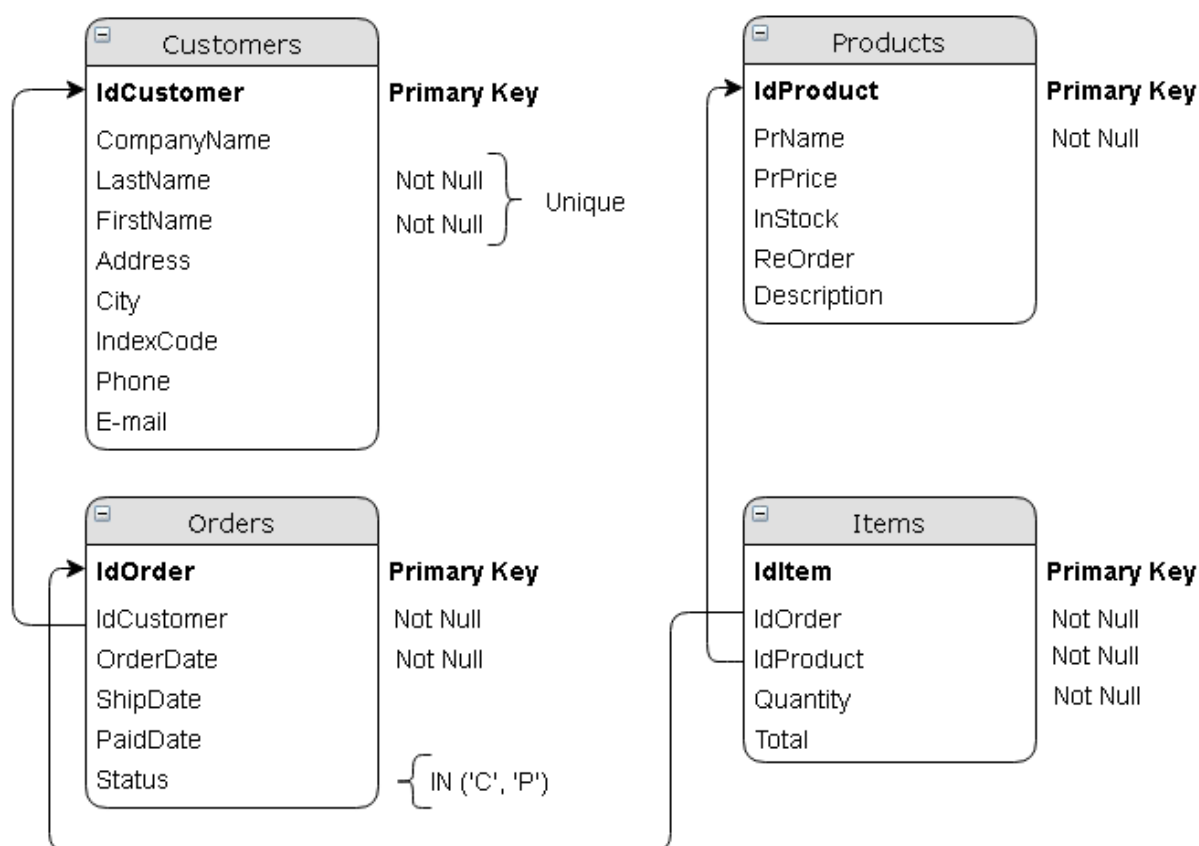 Customers
IdCustomer Primary Key
CompanyName
LastName Not Null
Unique
FirstName Not Null
Address
City
IndexCode
Phone
E-mail
Products
IdProduct Primary Key
PrName Not Null
PrPrice
InStock
ReOrder
Description
Orders
IdOrder Primary Key
IdCustomer Not Null
OrderDate Not Null
ShipDate
PaidDate
Status IN ('C', 'P')
Items
IdItem Primary Key
IdOrder Not Null
IdProduct Not Null
Quantity Not Null
Total